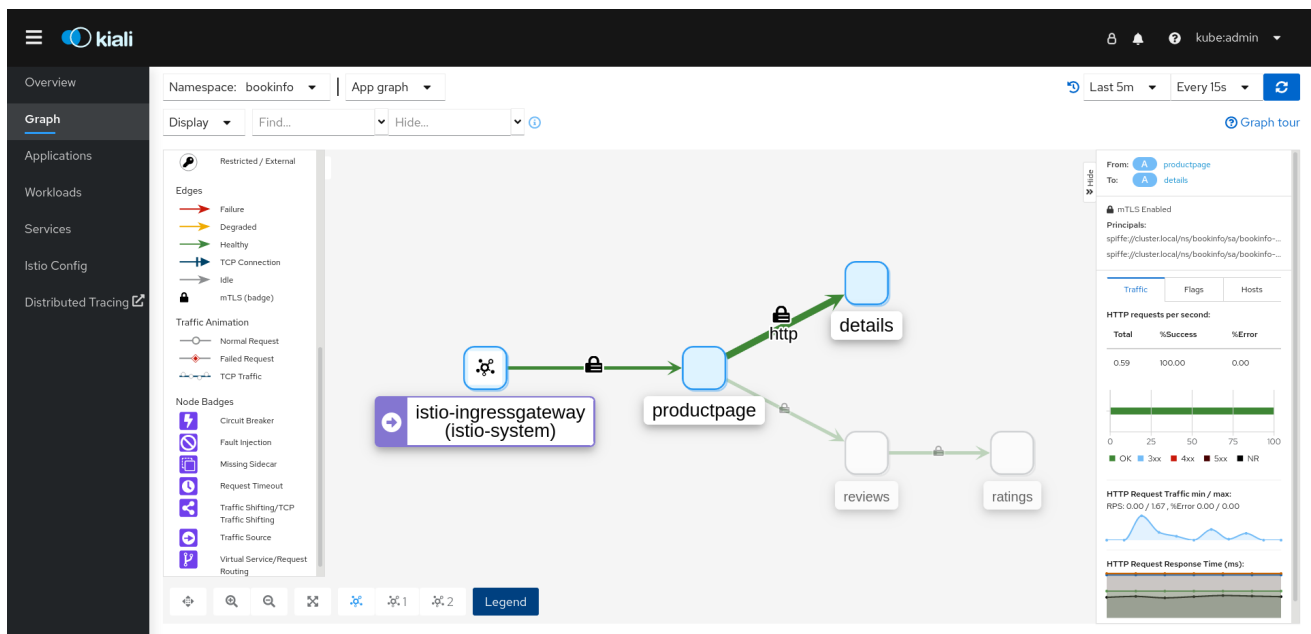 kiali
kube:admin
Overview
Graph
Applications
Workloads
Services
Istio Config
Distributed Tracing
Namespace: bookinfo
App graph
Last 5m
Every 15s
Display
Find...
Hide...
Graph tour
Restricted / External
Edges
Failure
Degraded
Healthy
TCP Connection
Idle
mTLS (badge)
Traffic Animation
Normal Request
Failed Request
TCP Traffic
Node Badges
Circuit Breaker
Fault Injection
Missing Sidecar
Request Timeout
Traffic Shifting/TCP
Traffic Shifting
Traffic Source
Virtual Service/Request
Routing
1
2
Legend
istio-ingressgateway
(istio-system)
productpage
http
details
reviews
ratings
Hide
From: A productpage
To: A details
mTLS Enabled
Principals:
spiffe://cluster.local/ns/bookinfo/sa/bookinfo-...
spiffe://cluster.local/ns/bookinfo/sa/bookinfo-...
Traffic Flags Hosts
HTTP requests per second:
Total %Success %Error
0.59 100.00 0.00
0 25 50 75 100
OK 3xx 4xx 5xx NR
HTTP Request Traffic min / max:
RPS: 0.00 / 1.67 , %Error 0.00 / 0.00
HTTP Request Response Time (ms):